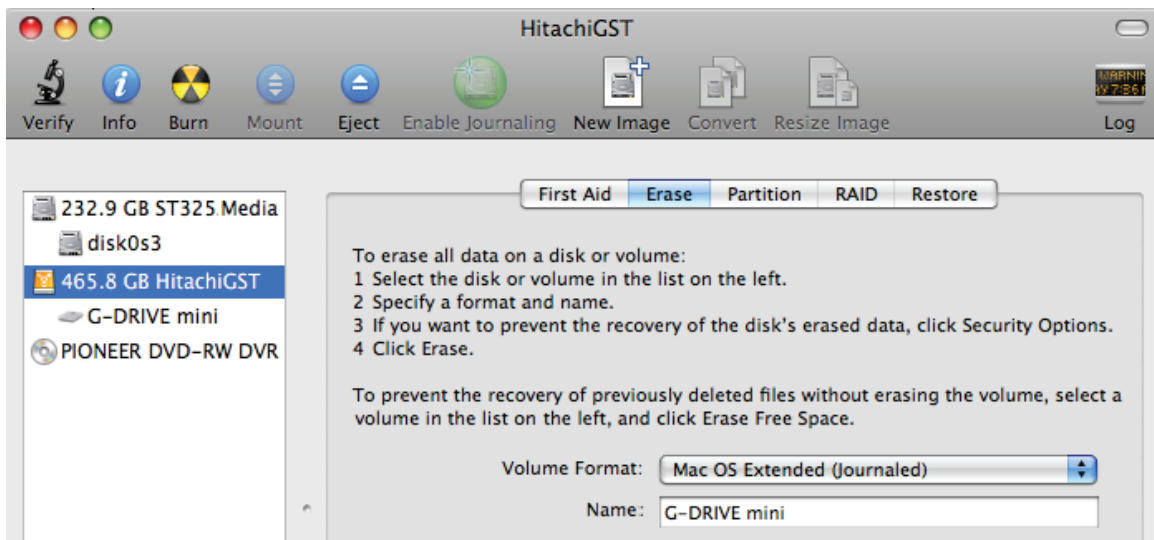 HitachiGST
Verify Info Burn Mount Eject Enable Journaling New Image Convert Resize Image Log
First Aid Erase Partition RAID Restore
232.9 GB ST325 Media
disk0s3
465.8 GB HitachiGST
G-DRIVE mini
PIONEER DVD-RW DVR
To erase all data on a disk or volume:
1 Select the disk or volume in the list on the left.
2 Specify a format and name.
3 If you want to prevent the recovery of the disk's erased data, click Security Options.
4 Click Erase.
To prevent the recovery of previously deleted files without erasing the volume, select a
volume in the list on the left, and click Erase Free Space.
Volume Format: Mac OS Extended (Journaled)
Name: G-DRIVE mini